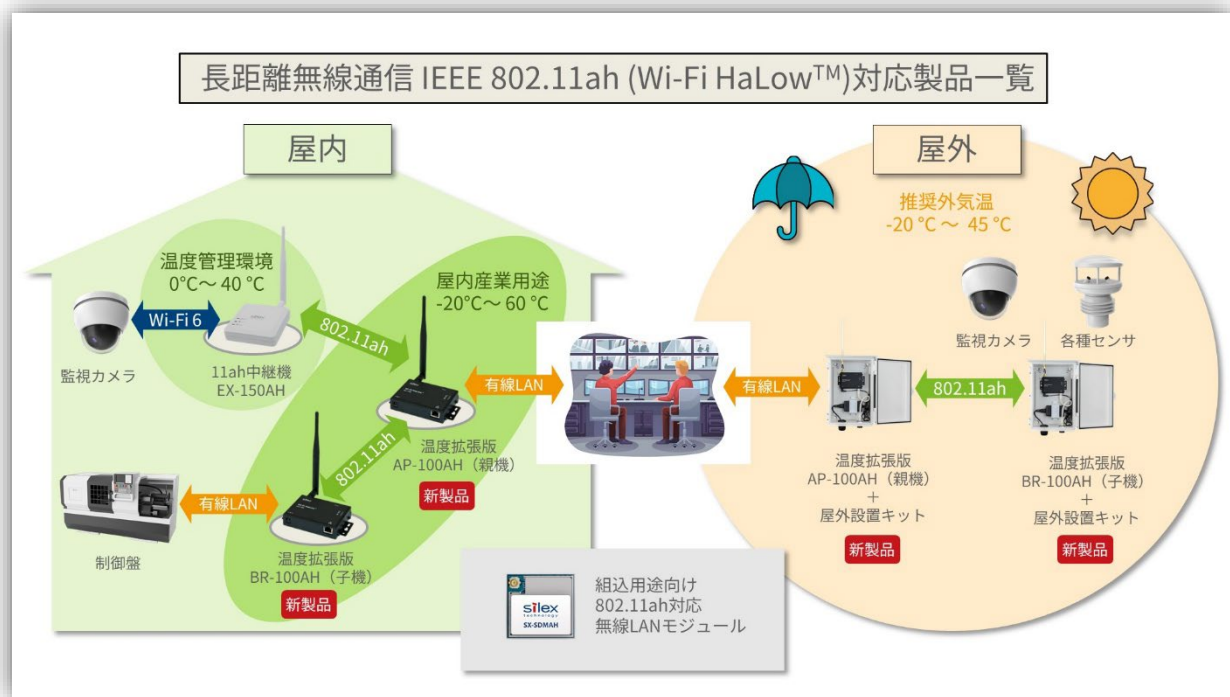 長距離無線通信 IEEE 802.11ah (Wi-Fi HaLow™)対応製品一覧
屋内
温度管理環境
0℃～ 40 ℃
Wi-Fi 6
監視カメラ
11ah中継機
EX-150AH
802.11ah
屋内産業用途
-20℃～ 60 ℃
温度拡張版
AP-100AH（親機）
新製品
802.11ah
制御盤
有線LAN
温度拡張版
BR-100AH（子機）
新製品
有線LAN
有線LAN
屋外
推奨外気温
-20 ℃ ～ 45 ℃
監視カメラ
各種センサ
802.11ah
温度拡張版
AP-100AH（親機）
＋
屋外設置キット
新製品
温度拡張版
BR-100AH（子機）
＋
屋外設置キット
新製品
silex
technology
SX-SDMAH
組込用途向け
802.11ah対応
無線LANモジュール